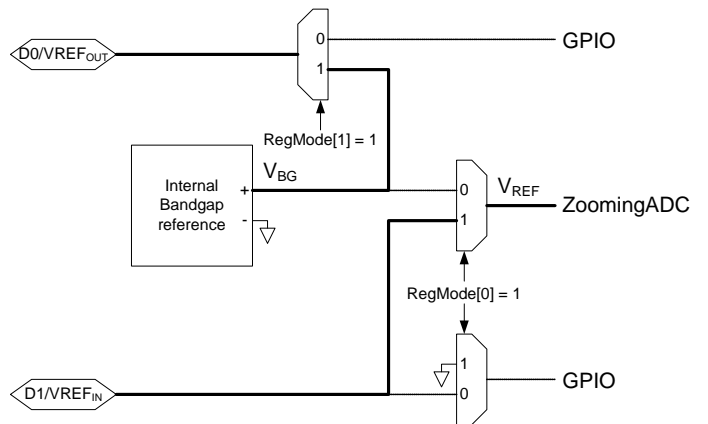 0
GPIO
D0/VREFOUT
1
RegMode[1] = 1
VBG
Internal
Bandgap
reference
+
-
0
VREF
1
ZoomingADC
RegMode[0] = 1
1
GPIO
D1/VREFIN
0